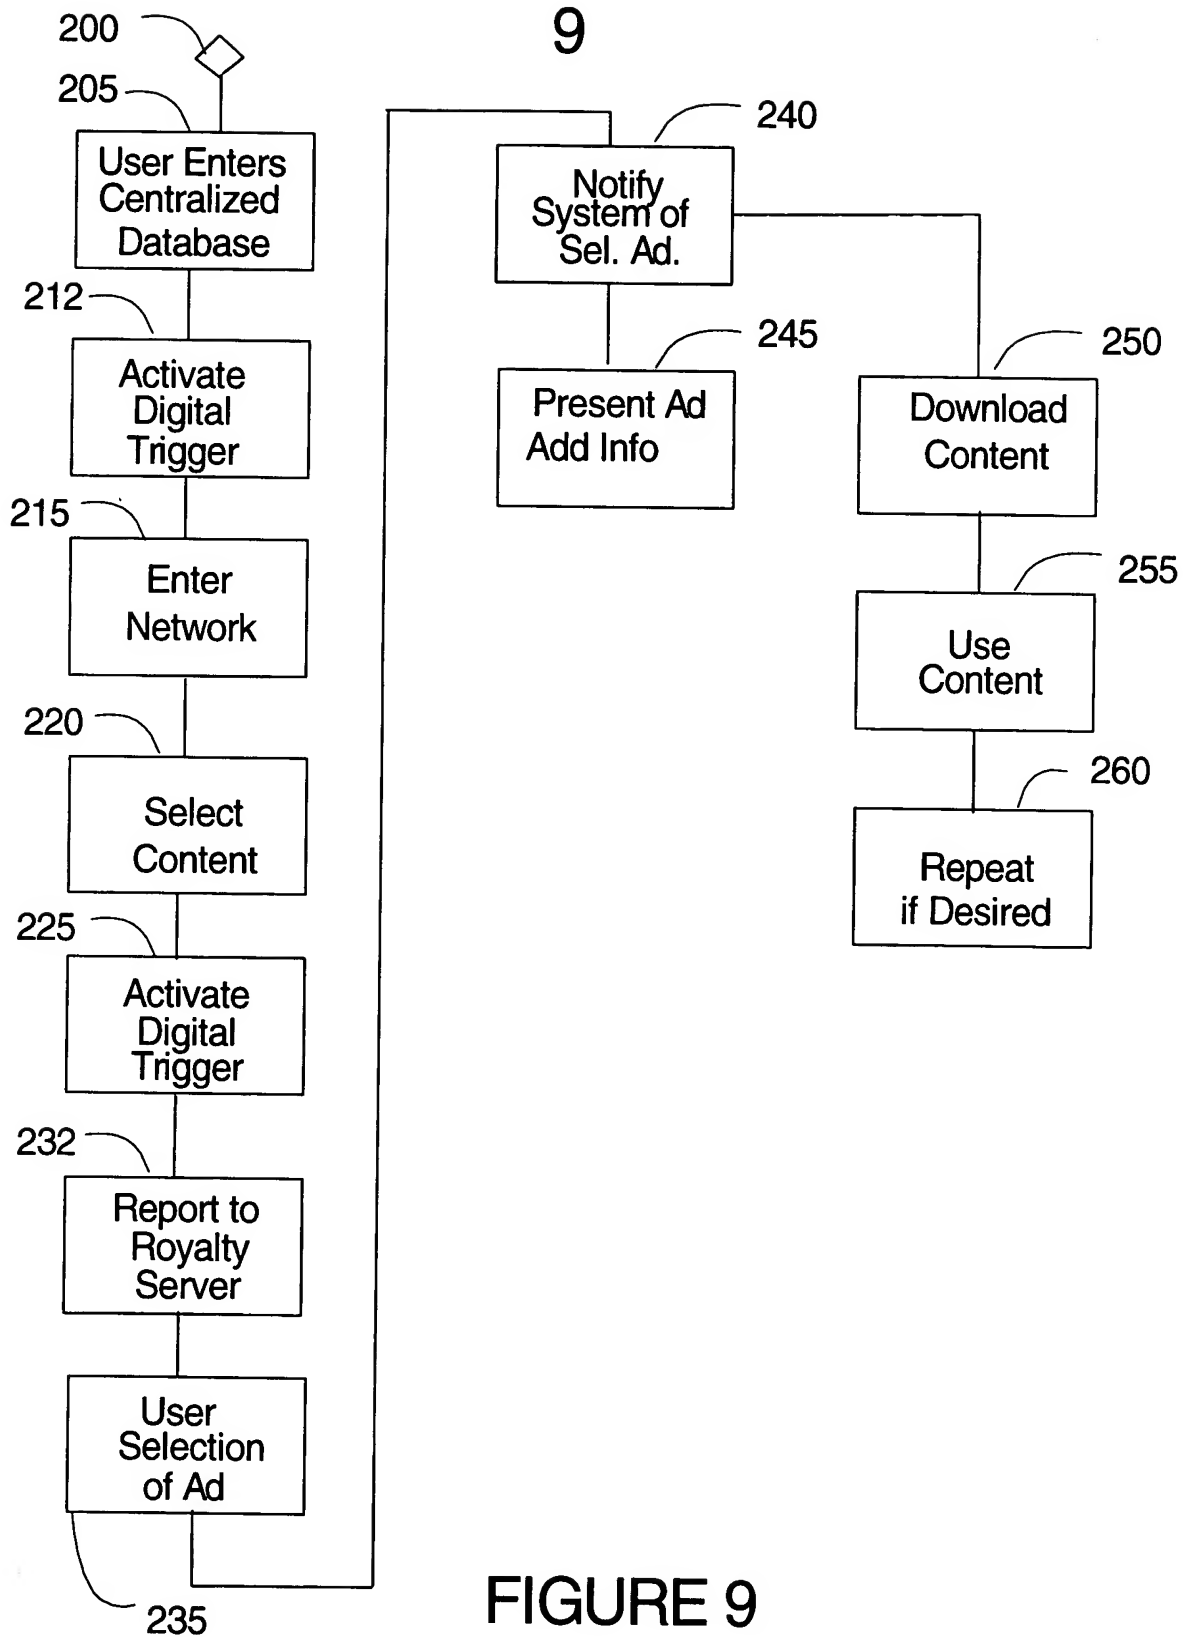 9
200
205
User Enters
Centralized
Database
212
Activate
Digital
Trigger
215
Enter
Network
220
Select
Content
225
Activate
Digital
Trigger
232
Report to
Royalty
Server
User
Selection
of Ad
235
240
Notify
System of
Sel. Ad.
245
Present Ad
Add Info
250
Download
Content
255
Use
Content
260
Repeat
if Desired
FIGURE 9